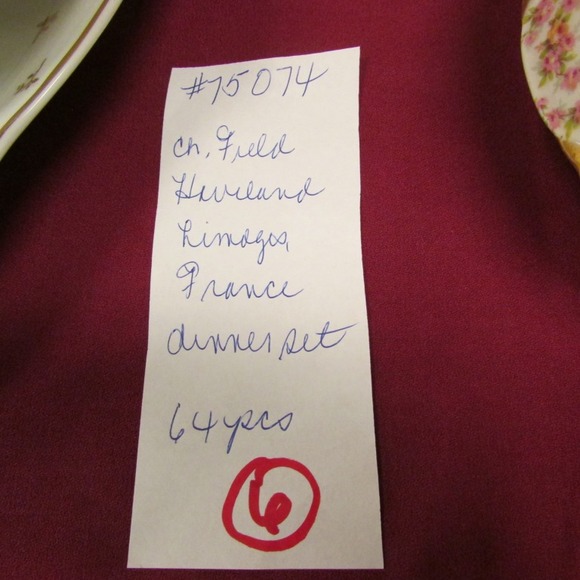 #75074
Ch. Field
Haviland
Limoges,
France
dinner set
64 pcs
6